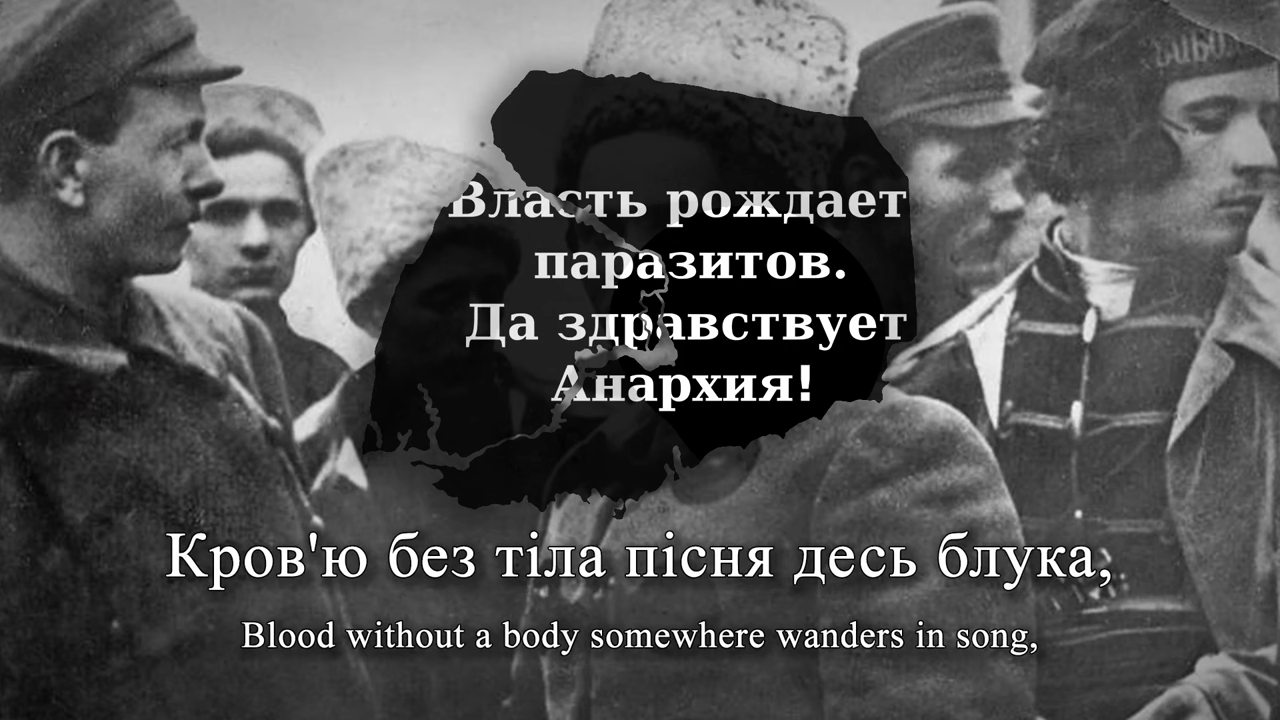 Власть рождает
паразитов.
Да здравствует
Анархия!
Кров'ю без тіла пісня десь блука,
Blood without a body somewhere wanders in song,